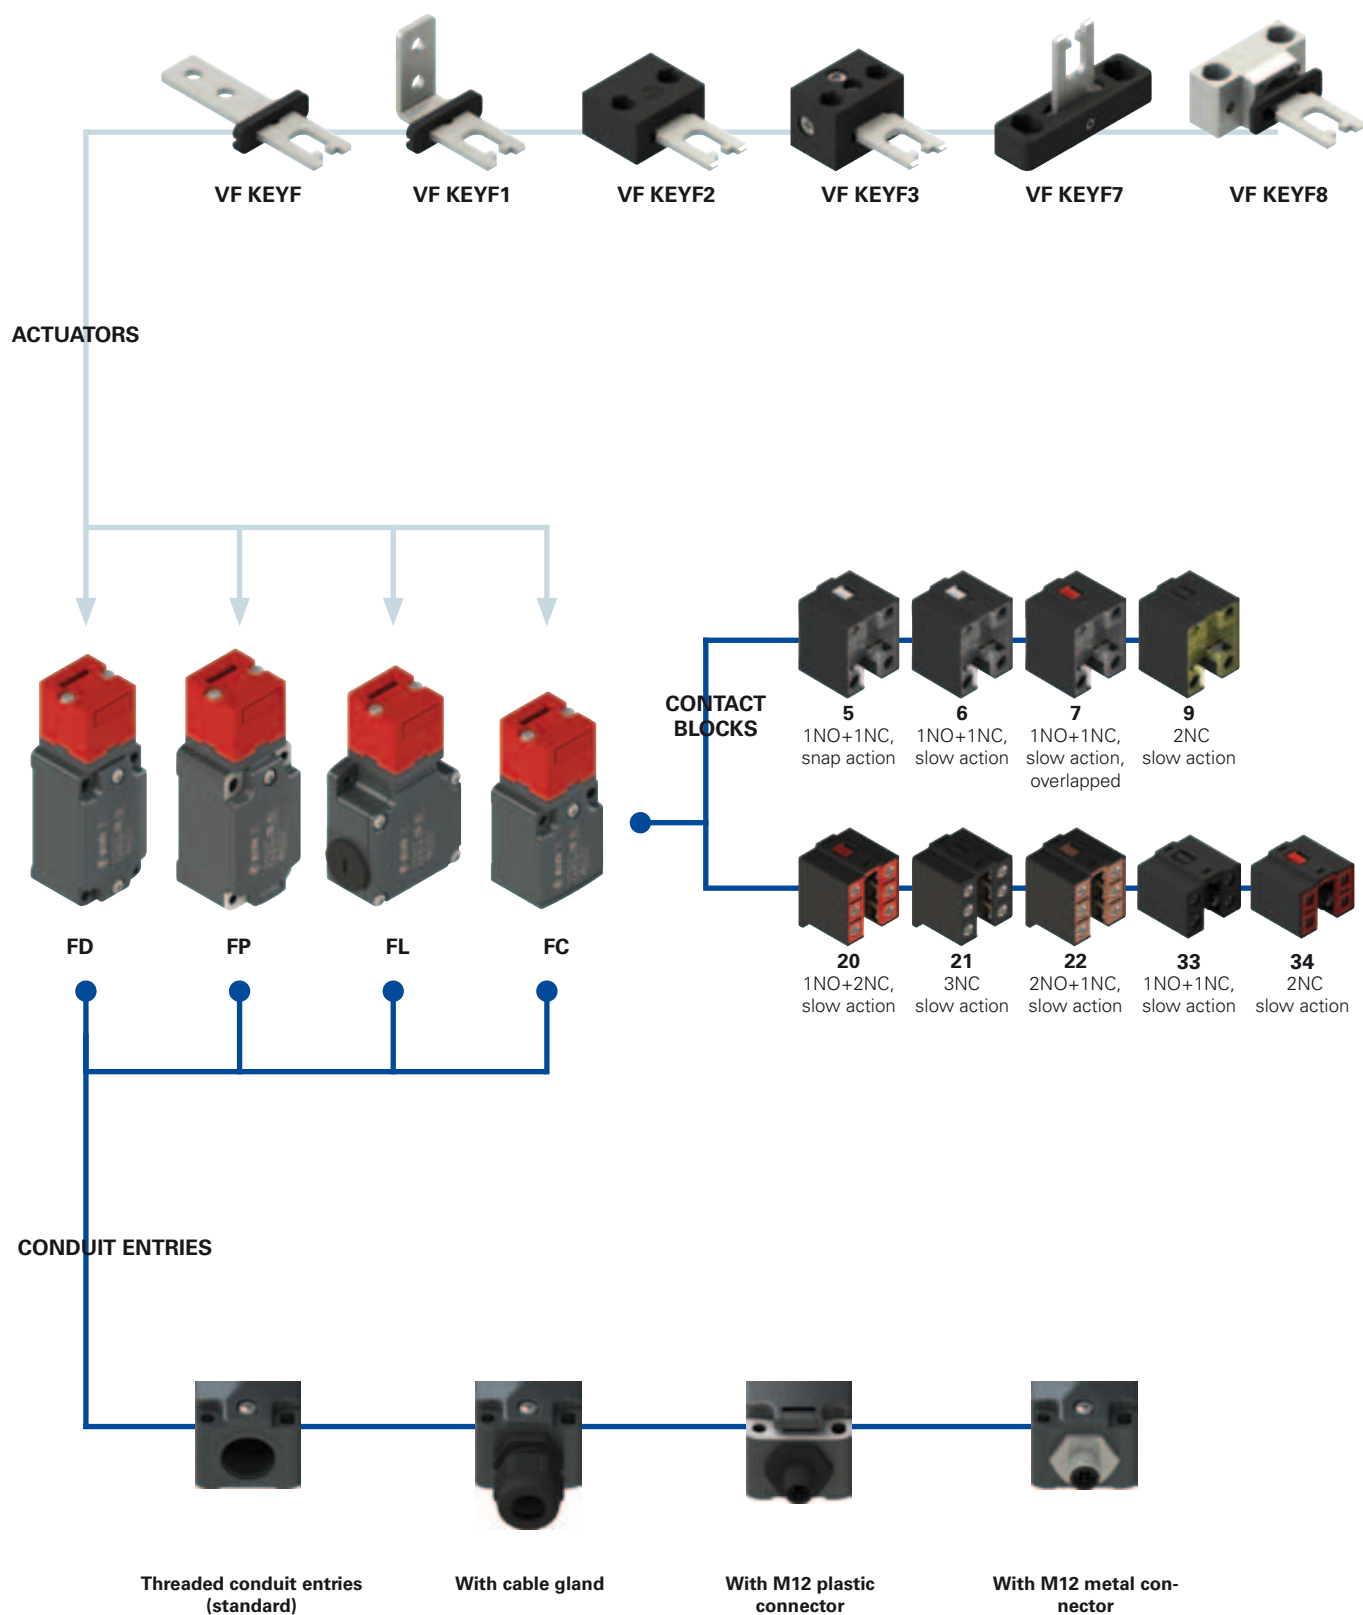 VF KEYF
VF KEYF1
VF KEYF2
VF KEYF3
VF KEYF7
VF KEYF8
ACTUATORS
CONTACT
BLOCKS
5
1NO+1NC,
snap action
6
1NO+1NC,
slow action
7
1NO+1NC,
slow action,
overlapped
9
2NC
slow action
20
1NO+2NC,
slow action
21
3NC
slow action
22
2NO+1NC,
slow action
33
1NO+1NC,
slow action
34
2NC
slow action
FD
FP
FL
FC
CONDUIT ENTRIES
Threaded conduit entries
(standard)
With cable gland
With M12 plastic
connector
With M12 metal con-
nector